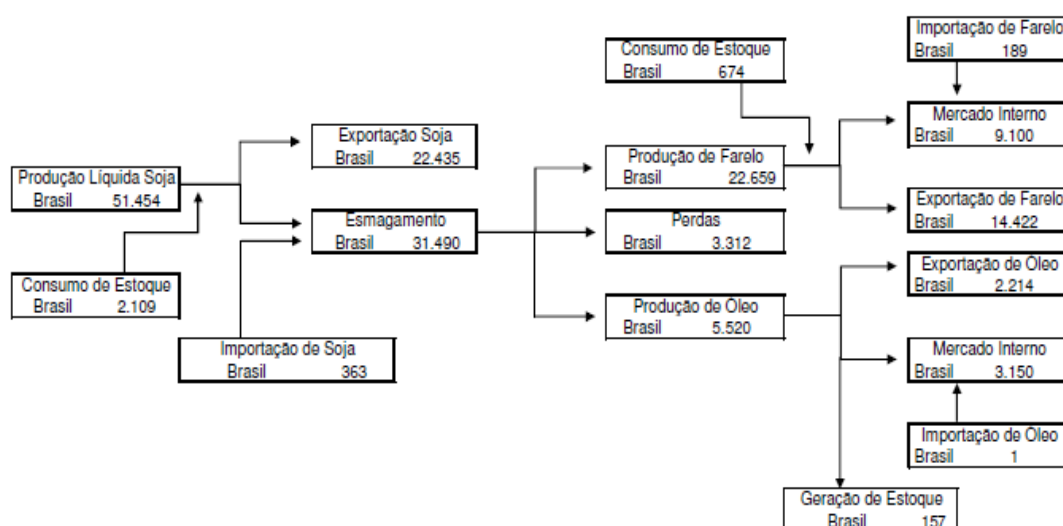 Importação de Farelo
Brasil 189
Consumo de Estoque
Brasil 674
Mercado Interno
Brasil 9.100
Exportação Soja
Brasil 22.435
Produção de Farelo
Brasil 22.659
Produção Líquida Soja
Brasil 51.454
Exportação de Farelo
Brasil 14.422
Esmagamento
Brasil 31.490
Perdas
Brasil 3.312
Exportação de Óleo
Brasil 2.214
Consumo de Estoque
Brasil 2.109
Produção de Óleo
Brasil 5.520
Importação de Soja
Brasil 363
Mercado Interno
Brasil 3.150
Importação de Óleo
Brasil 1
Geração de Estoque
Brasil 157